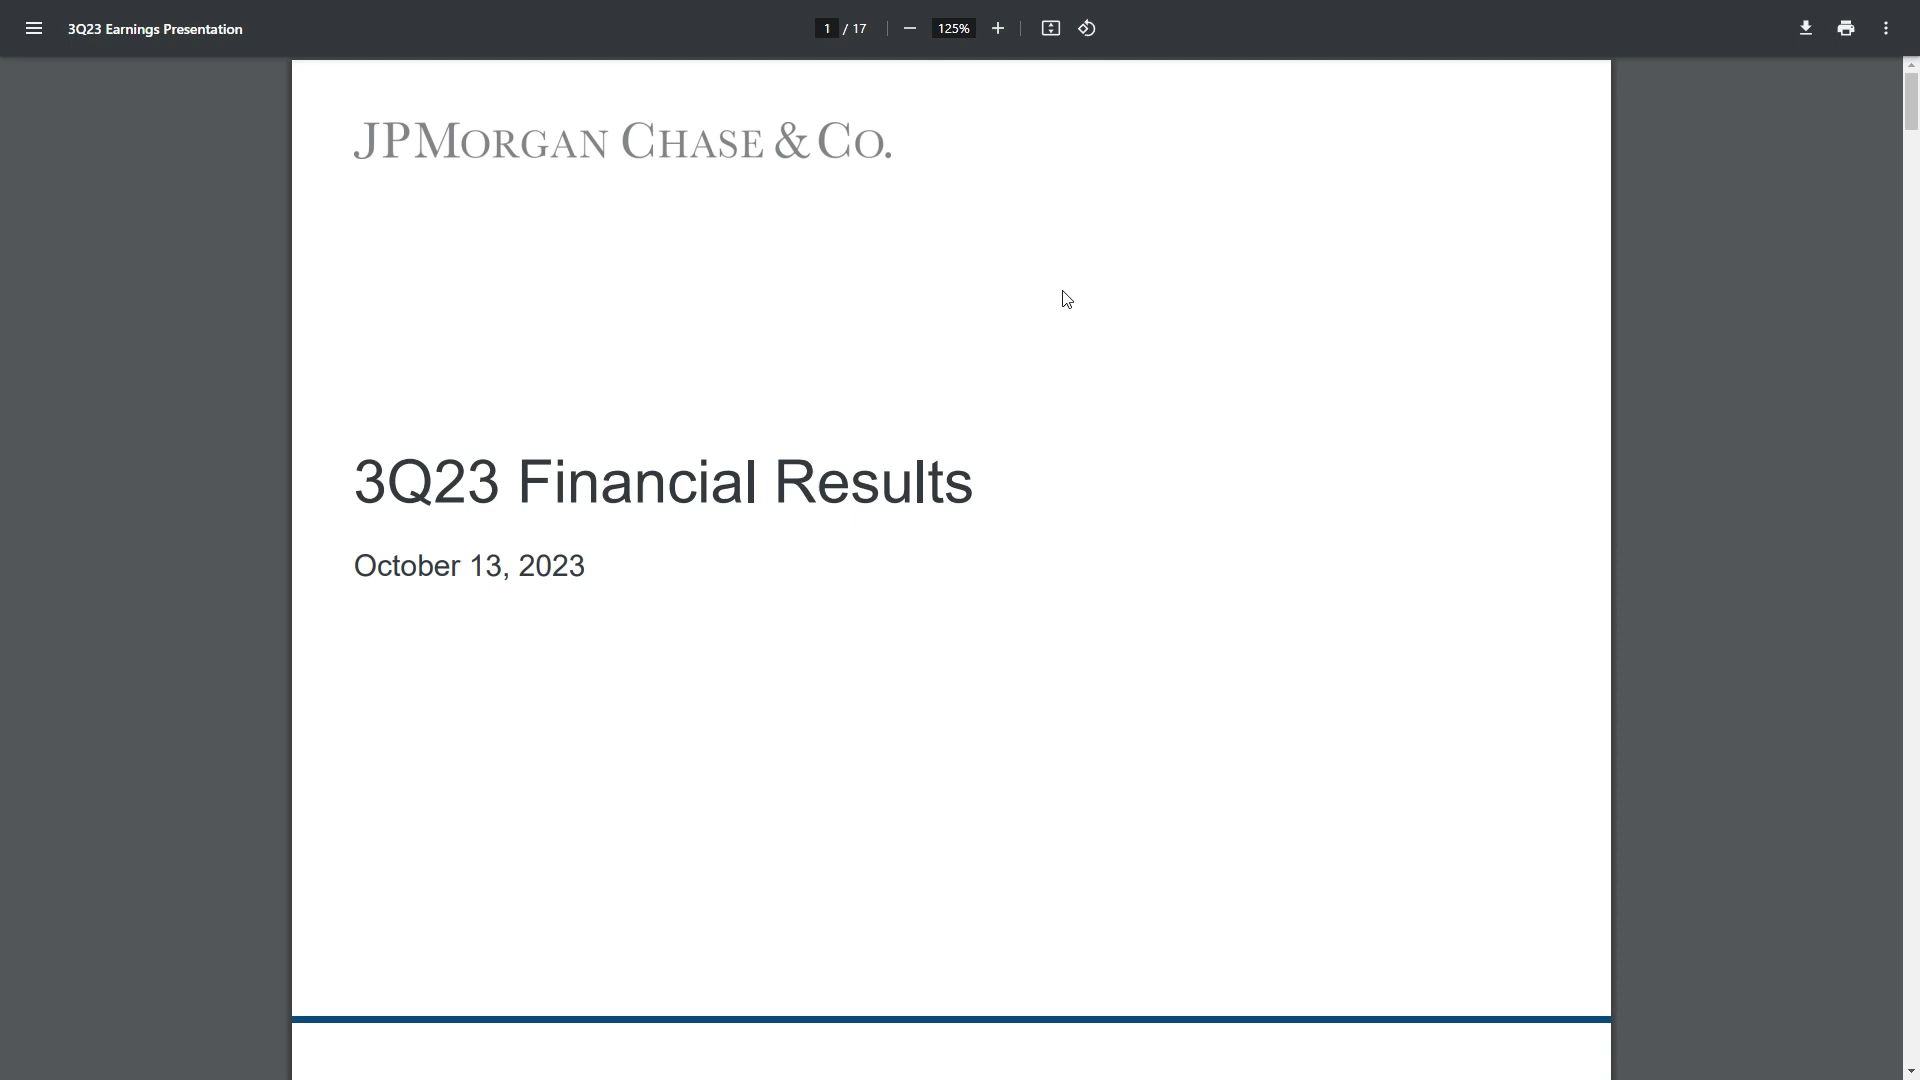 3Q23 Earnings Presentation
1 / 17
125%
JPMORGAN CHASE & CO.
3Q23 Financial Results
October 13, 2023